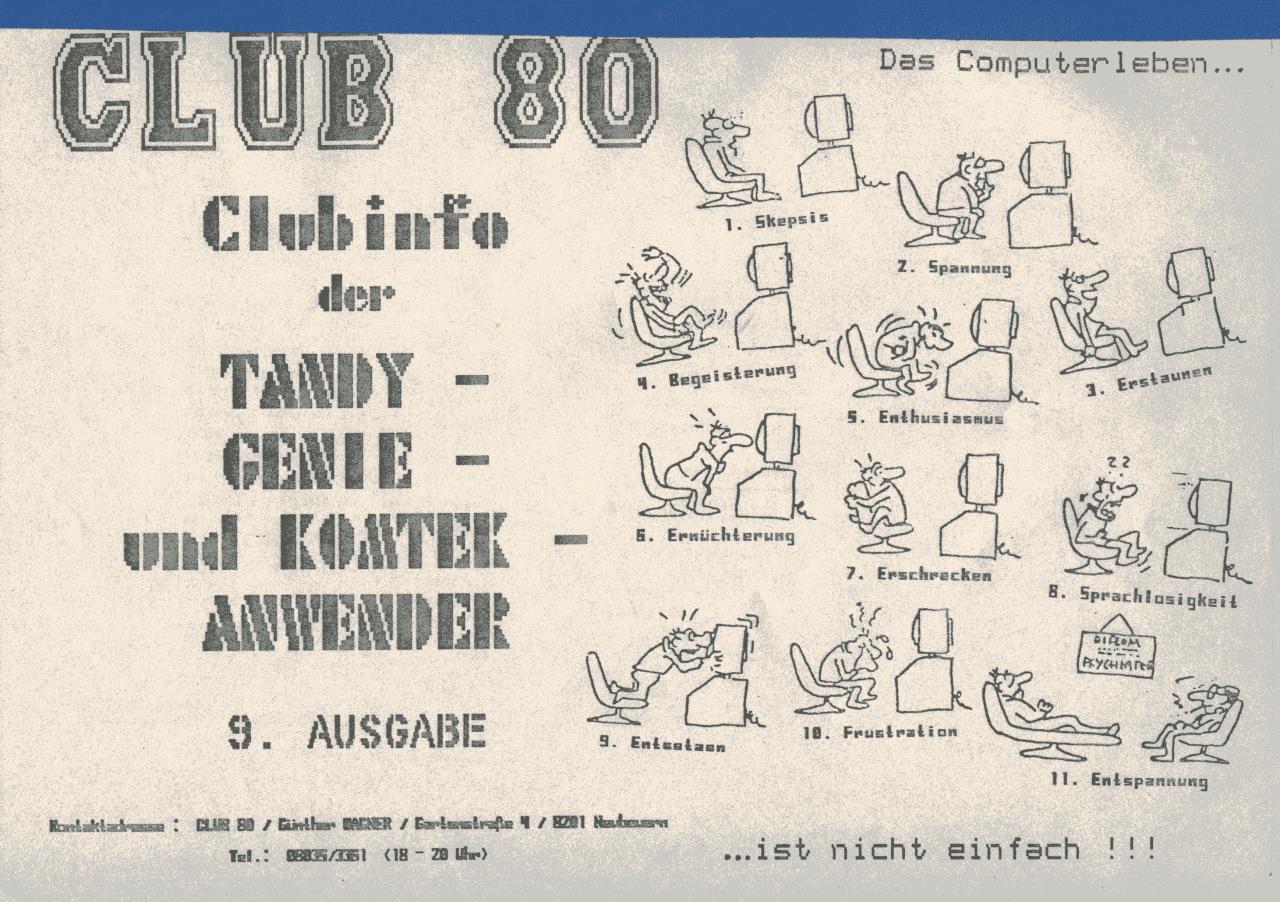 CLUB 80
Clubinfo
der
TANDY -
GENIE -
und KOMTEK -
ANWENDER
9. AUSGABE
Kontaktadresse : CLUB 80 / Günther WAGNER / Gartenstraße 4 / 8201 Neubeuern
Tel.: 08035/3361 (18 - 20 Uhr)
Das Computerleben...
1. Skepsis
2. Spannung
3. Erstaunen
4. Begeisterung
5. Enthusiasmus
6. Ernüchterung
7. Erschrecken
8. Sprachlosigkeit
9. Entsetzen
10. Frustration
DIPLOM
11. Entspannung
...ist nicht einfach !!!